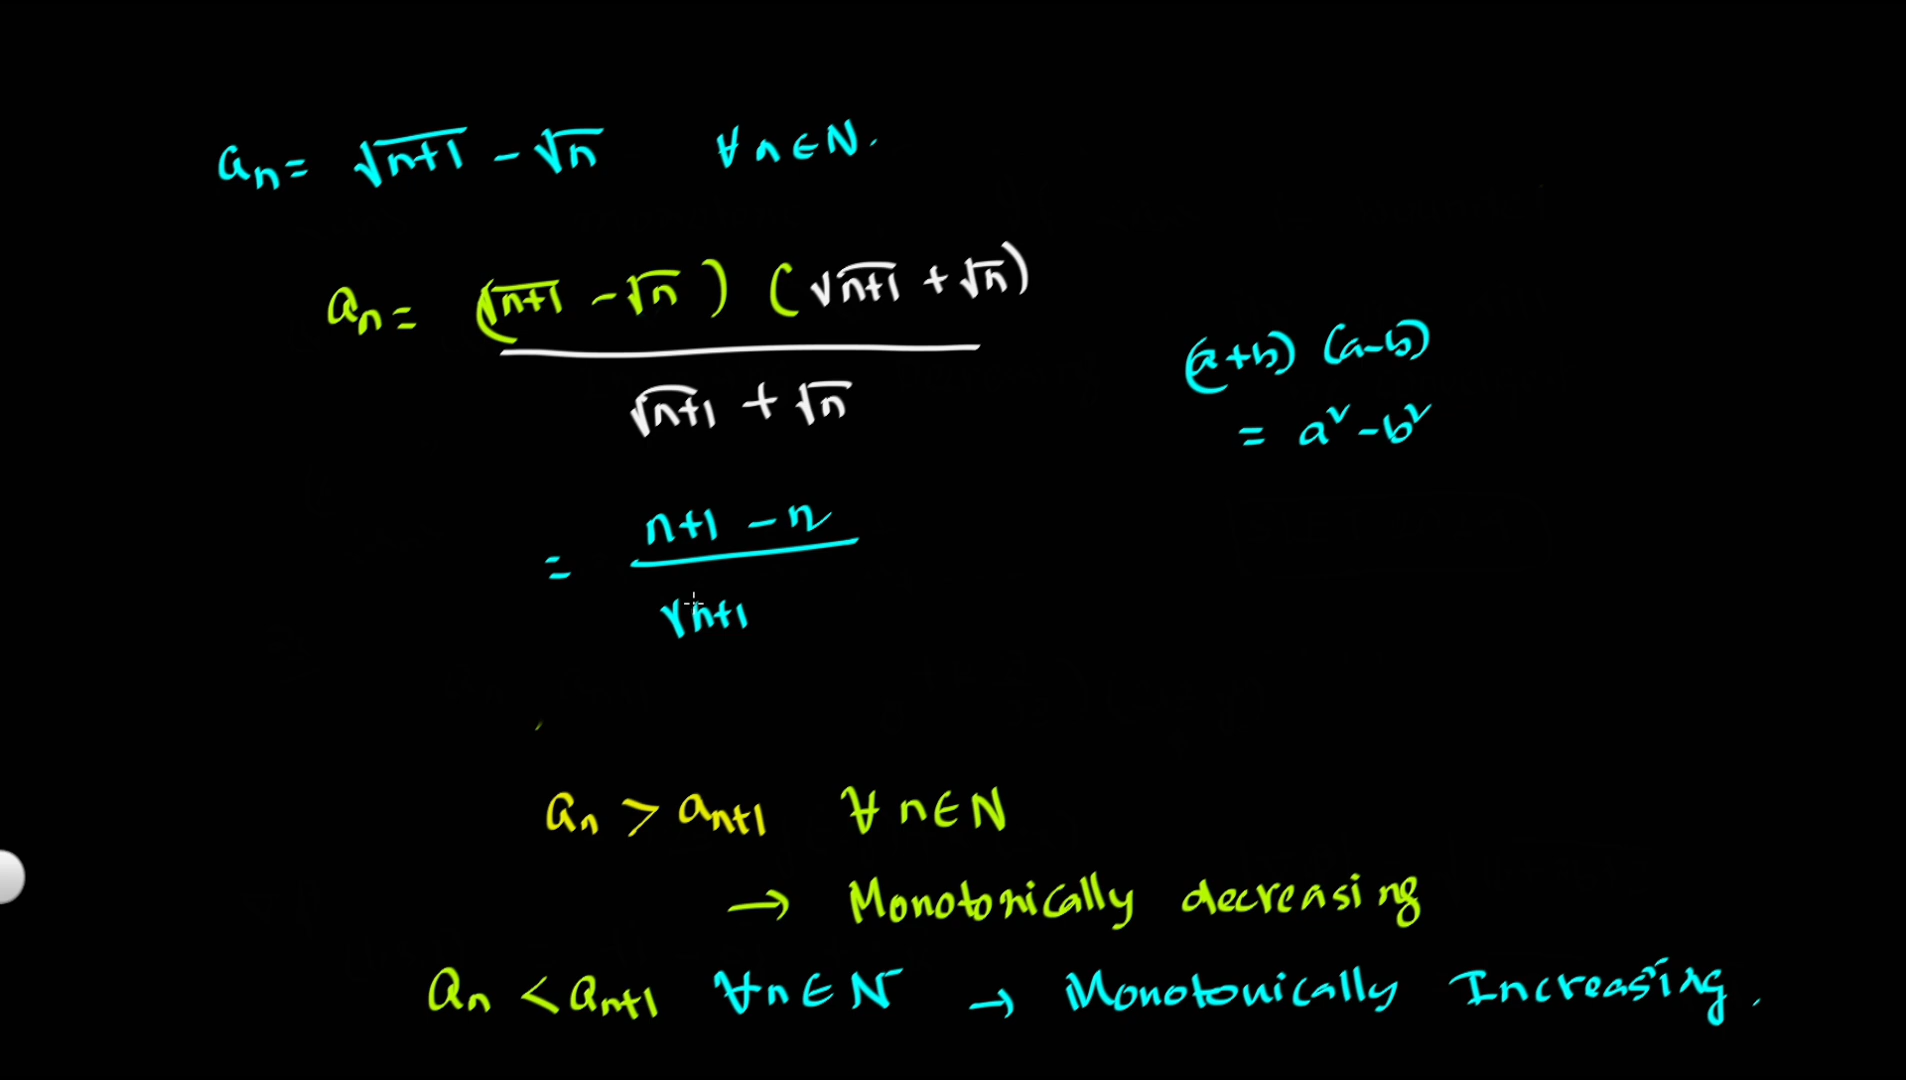 aₙ = √n+1 - √n ∀ n ∈ N.
aₙ = (√n+1 - √n) (√n+1 + √n)
√n+1 + √n
(a+b) (a-b)
= a² - b²
= n+1 - n
√n+1
aₙ > aₙ₊₁ ∀ n ∈ N
→ Monotonically decreasing
aₙ < aₙ₊₁ ∀ n ∈ N → Monotonically Increasing.